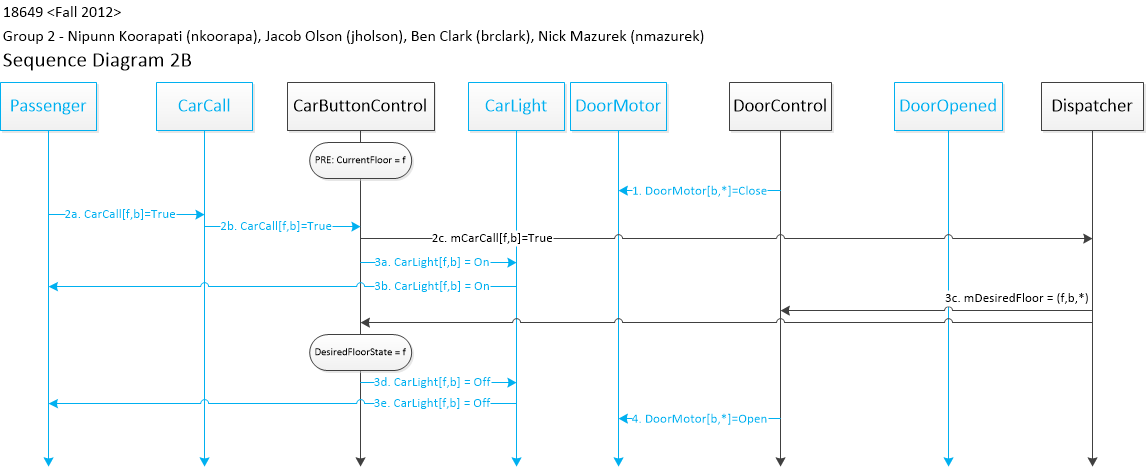 18649 <Fall 2012>
Group 2 - Nipunn Koorapati (nkoorapa), Jacob Olson (jholson), Ben Clark (brclark), Nick Mazurek (nmazurek)
Sequence Diagram 2B
Passenger
CarCall
CarButtonControl
CarLight
DoorMotor
DoorControl
DoorOpened
Dispatcher
PRE: CurrentFloor = f
1. DoorMotor[b,*]=Close
2a. CarCall[f,b]=True
2b. CarCall[f,b]=True
2c. mCarCall[f,b]=True
3a. CarLight[f,b] = On
3b. CarLight[f,b] = On
3c. mDesiredFloor = (f,b,*)
DesiredFloorState = f
3d. CarLight[f,b] = Off
3e. CarLight[f,b] = Off
4. DoorMotor[b,*]=Open